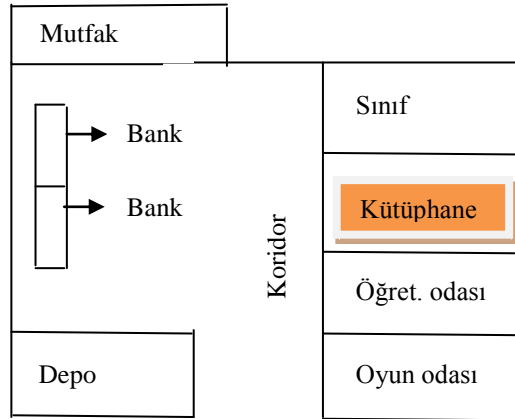 Mutfak
Bank
Bank
Depo
Koridor
Sınıf
Kütüphane
Öğret. odası
Oyun odası